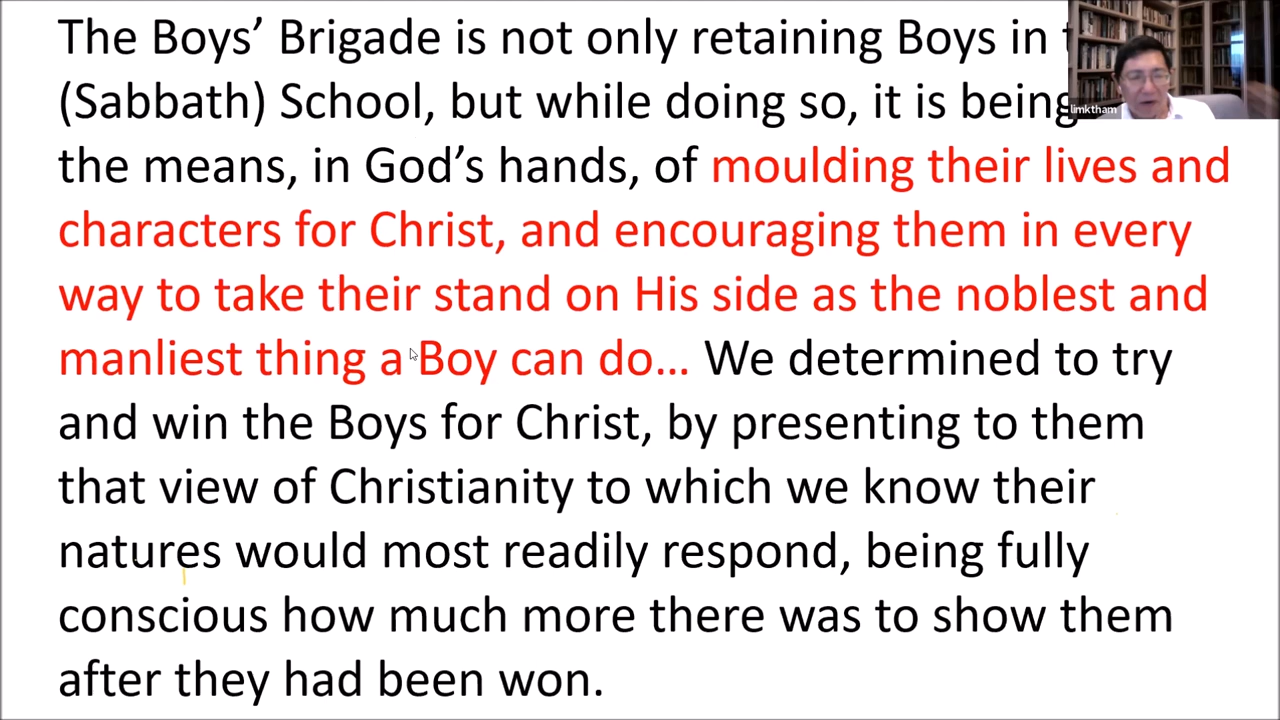 The Boys’ Brigade is not only retaining Boys in
(Sabbath) School, but while doing so, it is being
limktham
the means, in God’s hands, of moulding their lives and
characters for Christ, and encouraging them in every
way to take their stand on His side as the noblest and
manliest thing a Boy can do… We determined to try
and win the Boys for Christ, by presenting to them
that view of Christianity to which we know their
natures would most readily respond, being fully
conscious how much more there was to show them
after they had been won.